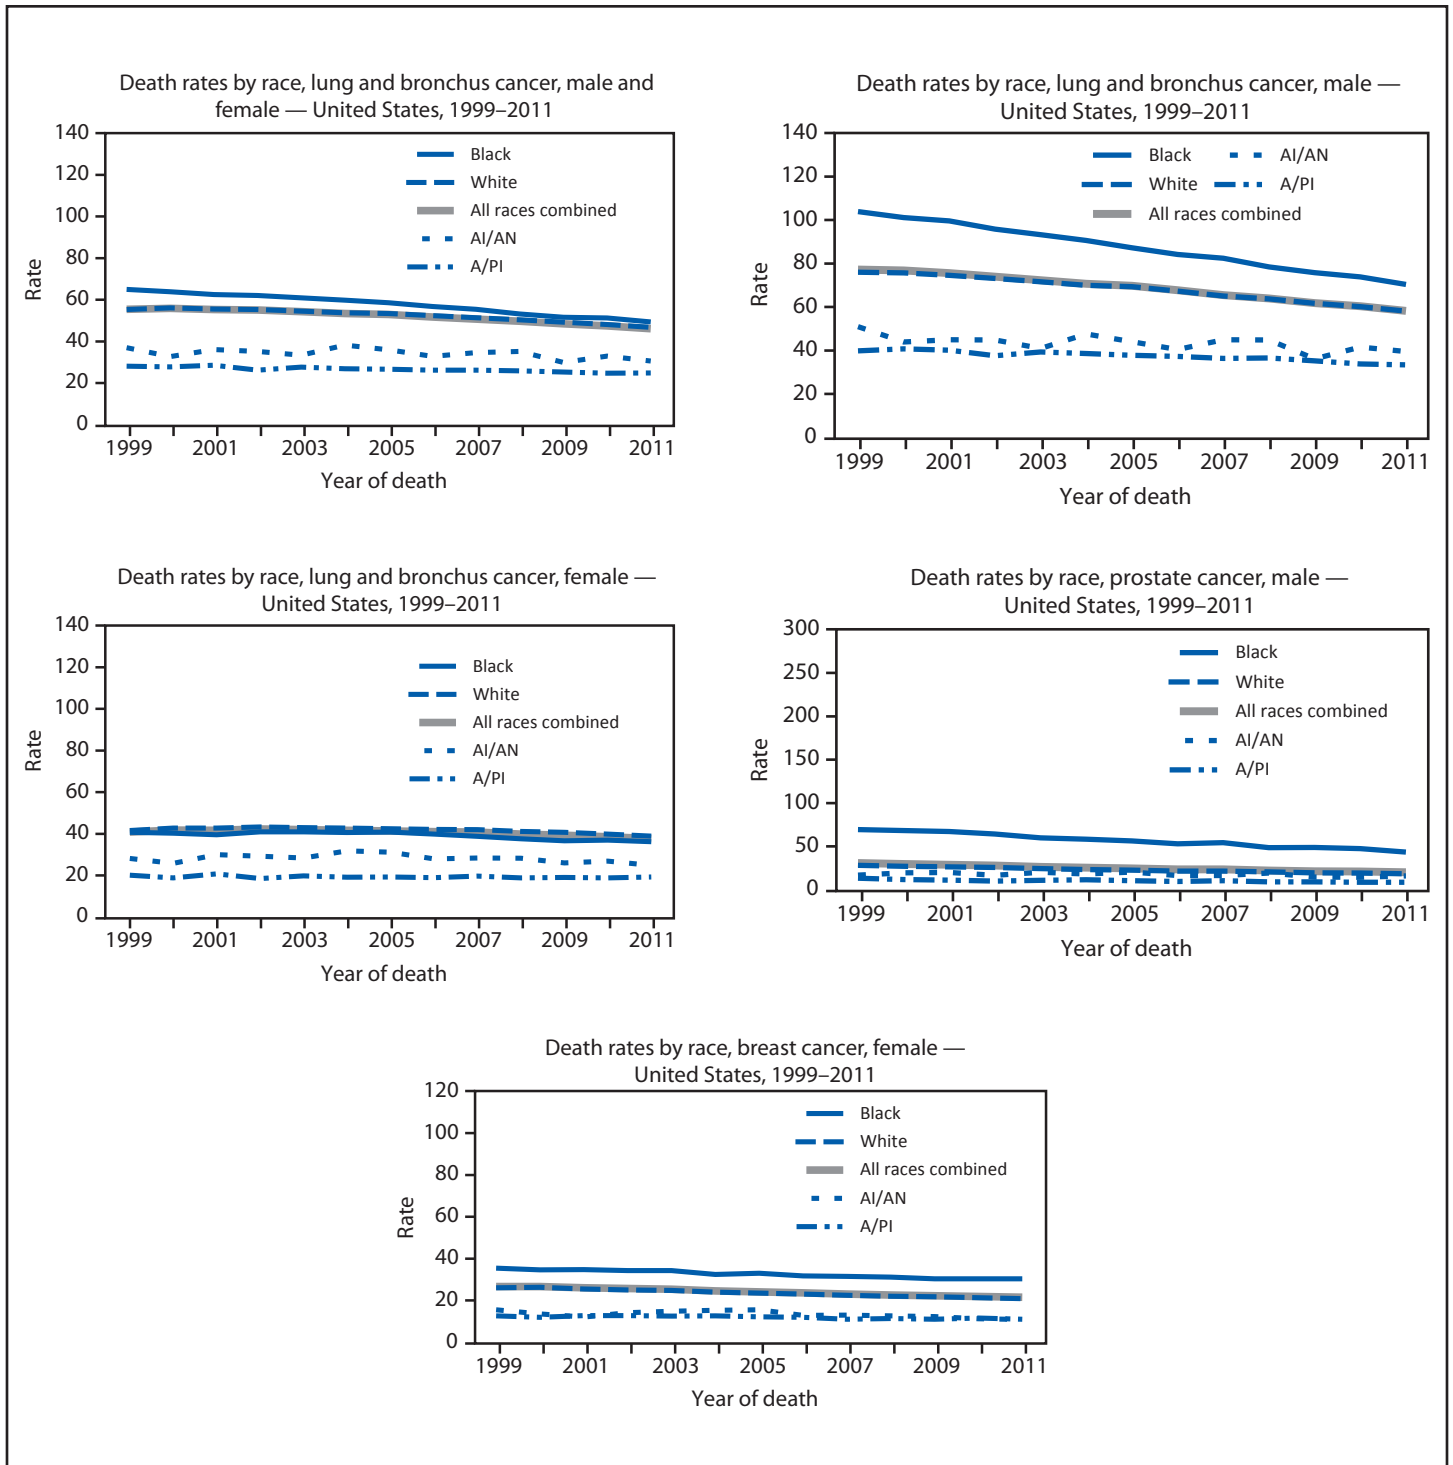 Death rates by race, lung and bronchus cancer, male and
female — United States, 1999–2011
140
120
100
80
60
40
20
0
Rate
Black
White
All races combined
AI/AN
A/PI
1999 2001 2003 2005 2007 2009 2011
Year of death
Death rates by race, lung and bronchus cancer, male —
United States, 1999–2011
140
120
100
80
60
40
20
0
Rate
Black AI/AN
White A/PI
All races combined
1999 2001 2003 2005 2007 2009 2011
Year of death
Death rates by race, lung and bronchus cancer, female —
United States, 1999–2011
140
120
100
80
60
40
20
0
Rate
Black
White
All races combined
AI/AN
A/PI
1999 2001 2003 2005 2007 2009 2011
Year of death
Death rates by race, prostate cancer, male —
United States, 1999–2011
300
250
200
150
100
50
0
Rate
Black
White
All races combined
AI/AN
A/PI
1999 2001 2003 2005 2007 2009 2011
Year of death
Death rates by race, breast cancer, female —
United States, 1999–2011
120
100
80
60
40
20
0
Rate
Black
White
All races combined
AI/AN
A/PI
1999 2001 2003 2005 2007 2009 2011
Year of death